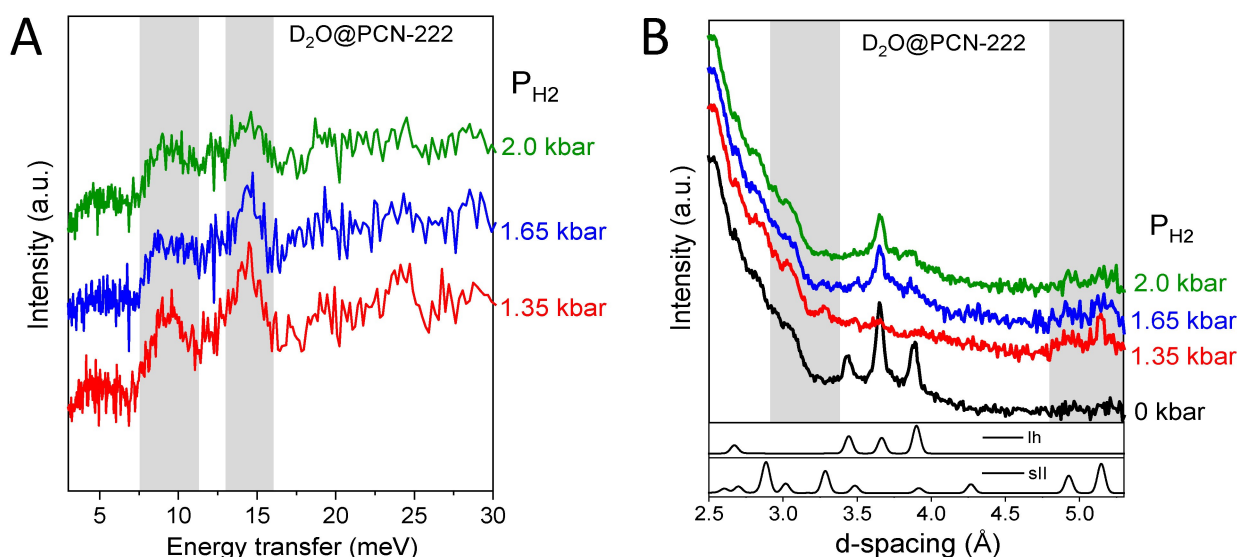 A
D₂O@PCN-222
P_H2
2.0 kbar
1.65 kbar
1.35 kbar
Intensity (a.u.)
5 10 15 20 25 30
Energy transfer (meV)
B
D₂O@PCN-222
P_H2
2.0 kbar
1.65 kbar
1.35 kbar
0 kbar
Intensity (a.u.)
Ih
sII
2.5 3.0 3.5 4.0 4.5 5.0
d-spacing (Å)